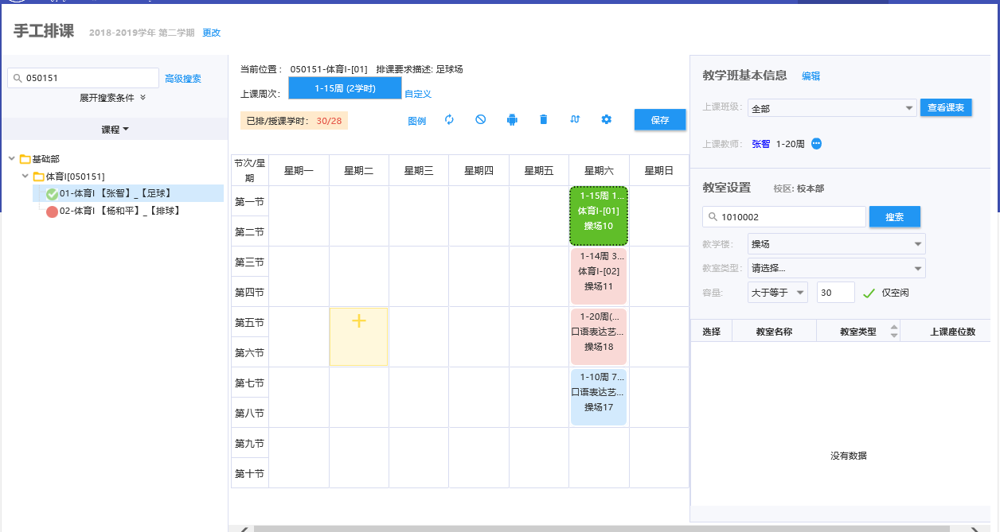 手工排课 2018-2019学年 第二学期 更改
050151 高级搜索
展开搜索条件
课程
基础部
体育I[050151]
01-体育I 【张智】_【足球】
02-体育I 【杨和平】_【排球】
当前位置： 050151-体育I-[01] 排课要求描述: 足球场
上课周次： 1-15周 (2学时) 自定义
已排/授课学时： 30/28 图例 保存
节次/星期 星期一 星期二 星期三 星期四 星期五 星期六 星期日
第一节
第二节
第三节
第四节
第五节
第六节
第七节
第八节
第九节
第十节
1-15周 1...
体育I-[01]
操场10
1-14周 3...
体育I-[02]
操场11
1-20周(...
口语表达艺...
操场18
1-10周 7...
口语表达艺...
操场17
教学班基本信息 编辑
上课班级: 全部 查看课表
上课教师: 张智 1-20周
教室设置 校区: 校本部
1010002 搜索
教学楼: 操场
教室类型: 请选择...
容量: 大于等于 30 仅空闲
选择 教室名称 教室类型 上课座位数
没有数据